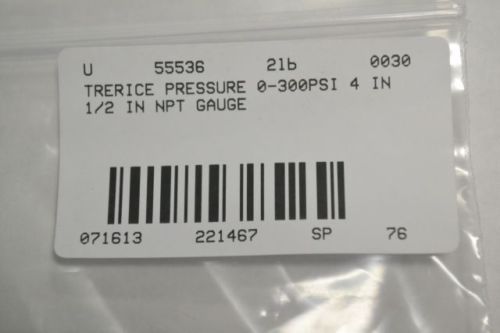 U 55536 21b 0030
TRERICE PRESSURE 0-300PSI 4 IN
1/2 IN NPT GAUGE
071613 221467 SP 76